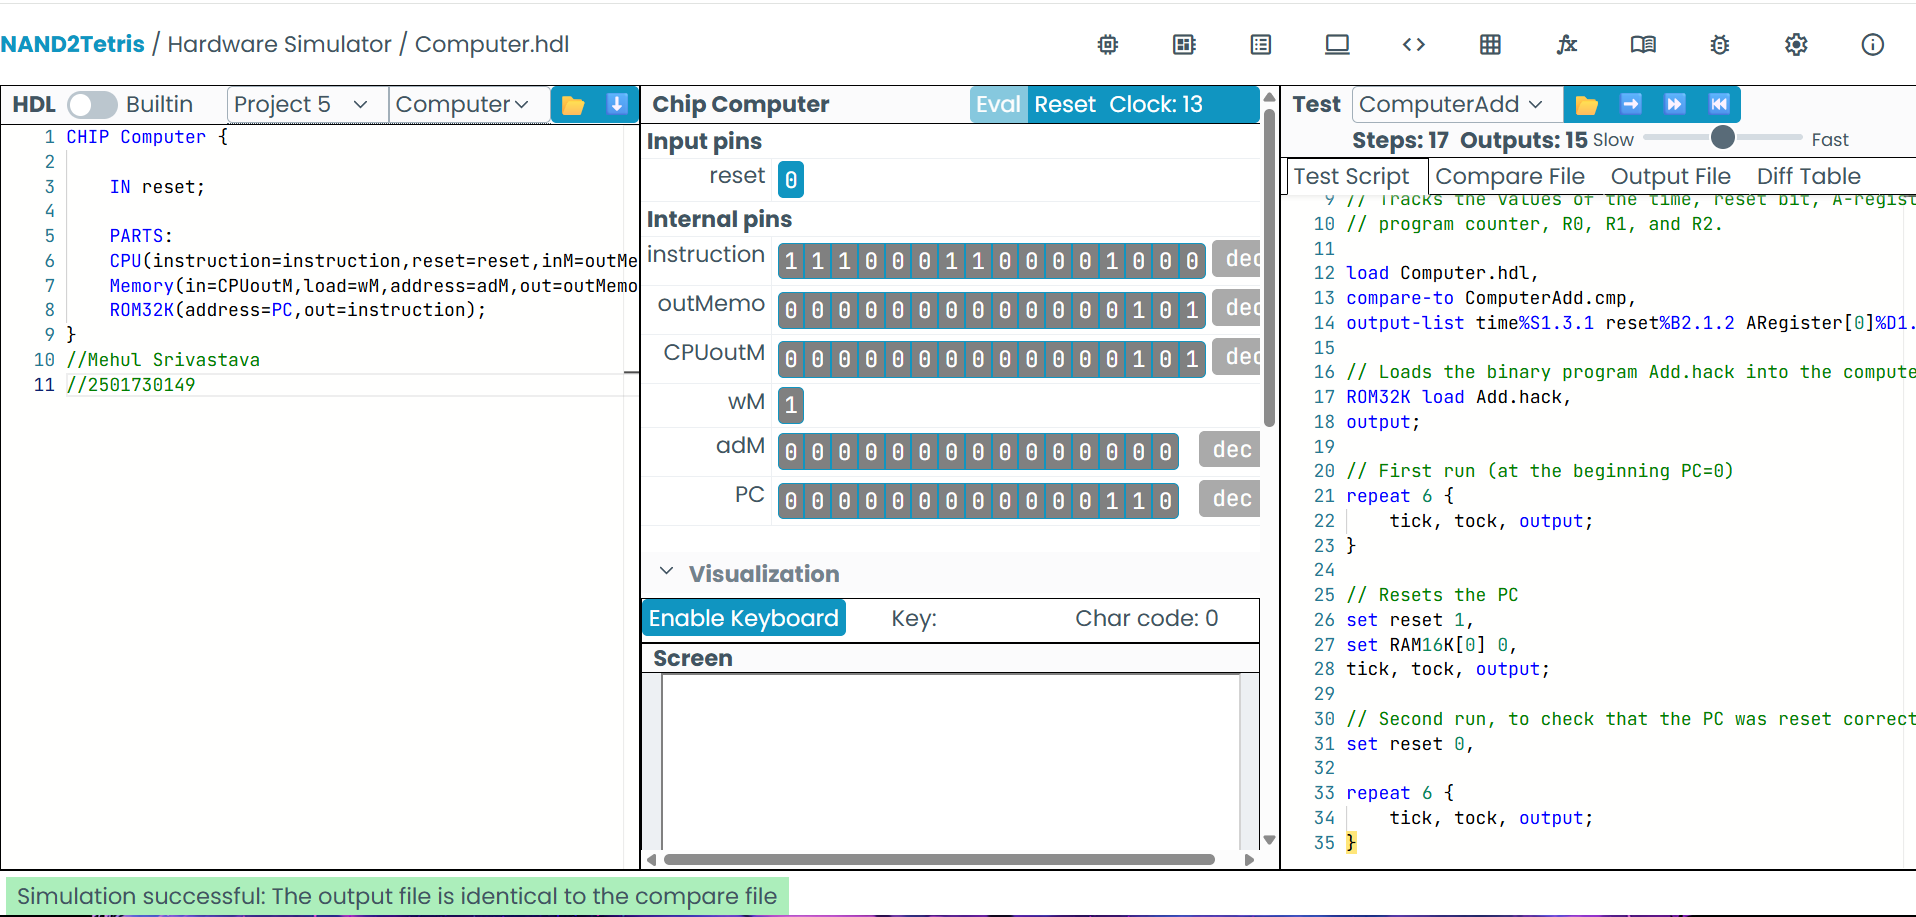 NAND2Tetris / Hardware Simulator / Computer.hdl
HDL Builtin Project 5 Computer
1 CHIP Computer {
2
3 IN reset;
4
5 PARTS:
6 CPU(instruction=instruction,reset=reset,inM=outMe
7 Memory(in=CPUoutM,load=wM,address=adM,out=outMemo
8 ROM32K(address=PC,out=instruction);
9 }
10 //Mehul Srivastava
11 //2501730149
Chip Computer Eval Reset Clock: 13
Input pins
reset 0
Internal pins
instruction 1 1 1 0 0 0 1 1 0 0 0 0 1 0 0 0 dec
outMemo 0 0 0 0 0 0 0 0 0 0 0 0 0 1 0 1 dec
CPUoutM 0 0 0 0 0 0 0 0 0 0 0 0 0 1 0 1 dec
wM 1
adM 0 0 0 0 0 0 0 0 0 0 0 0 0 0 0 dec
PC 0 0 0 0 0 0 0 0 0 0 0 0 1 1 0 dec
Visualization
Enable Keyboard Key: Char code: 0
Screen
Test ComputerAdd
Steps: 17 Outputs: 15 Slow Fast
Test Script Compare File Output File Diff Table
9 // Tracks the values of the time, reset bit, A-regist
10 // program counter, R0, R1, and R2.
11
12 load Computer.hdl,
13 compare-to ComputerAdd.cmp,
14 output-list time%S1.3.1 reset%B2.1.2 ARegister[0]%D1.
15
16 // Loads the binary program Add.hack into the compute
17 ROM32K load Add.hack,
18 output;
19
20 // First run (at the beginning PC=0)
21 repeat 6 {
22 tick, tock, output;
23 }
24
25 // Resets the PC
26 set reset 1,
27 set RAM16K[0] 0,
28 tick, tock, output;
29
30 // Second run, to check that the PC was reset correct
31 set reset 0,
32
33 repeat 6 {
34 tick, tock, output;
35 }
Simulation successful: The output file is identical to the compare file